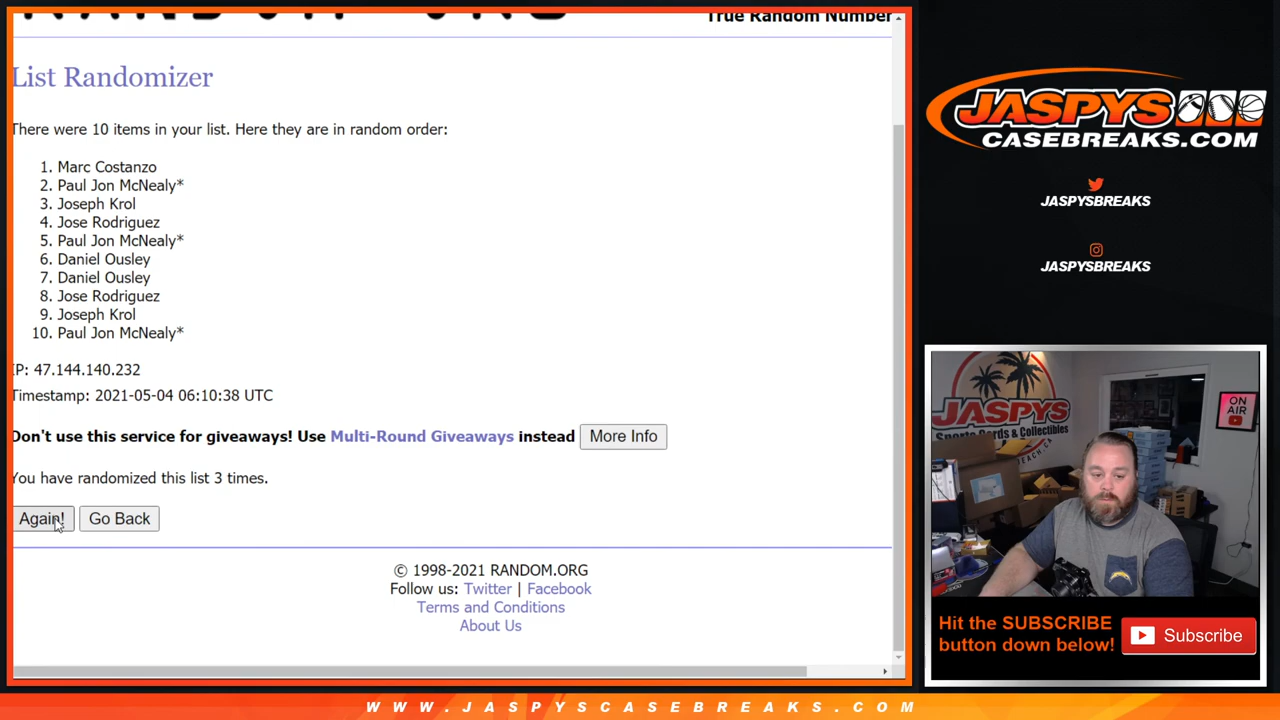 True Random Number
List Randomizer
There were 10 items in your list. Here they are in random order:
1. Marc Costanzo
2. Paul Jon McNealy*
3. Joseph Krol
4. Jose Rodriguez
5. Paul Jon McNealy*
6. Daniel Ousley
7. Daniel Ousley
8. Jose Rodriguez
9. Joseph Krol
10. Paul Jon McNealy*
IP: 47.144.140.232
Timestamp: 2021-05-04 06:10:38 UTC
Don't use this service for giveaways! Use Multi-Round Giveaways instead More Info
You have randomized this list 3 times.
Again! Go Back
© 1998-2021 RANDOM.ORG
Follow us: Twitter | Facebook
Terms and Conditions
About Us
JASPYS
CASEBREAKS.COM
JASPYSBREAKS
JASPYSBREAKS
JASPYS
Sports Cards & Collectibles
ON
AIR
Hit the SUBSCRIBE
button down below!
Subscribe
WWW.JASPYSCASEBREAKS.COM